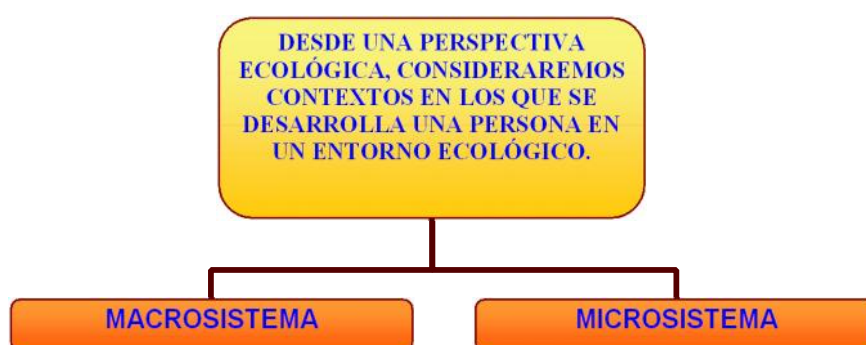 DESDE UNA PERSPECTIVA
ECOLÓGICA, CONSIDERAREMOS
CONTEXTOS EN LOS QUE SE
DESARROLLA UNA PERSONA EN
UN ENTORNO ECOLÓGICO.
MACROSISTEMA
MICROSISTEMA